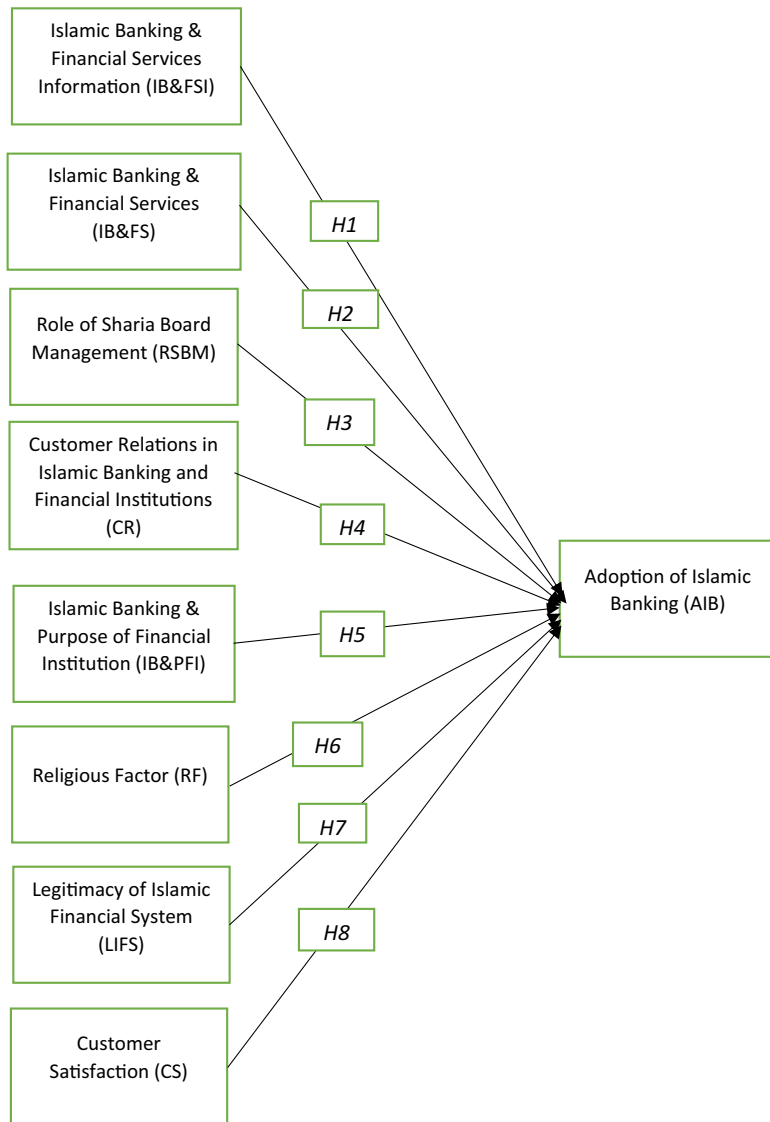 Islamic Banking &
Financial Services
Information (IB&FSI)
H1
Islamic Banking &
Financial Services
(IB&FS)
H2
Role of Sharia Board
Management (RSBM)
H3
Customer Relations in
Islamic Banking and
Financial Institutions
(CR)
H4
Adoption of Islamic
Banking (AIB)
Islamic Banking &
Purpose of Financial
Institution (IB&PFI)
H5
Religious Factor (RF)
H6
H7
Legitimacy of Islamic
Financial System
(LIFS)
H8
Customer
Satisfaction (CS)